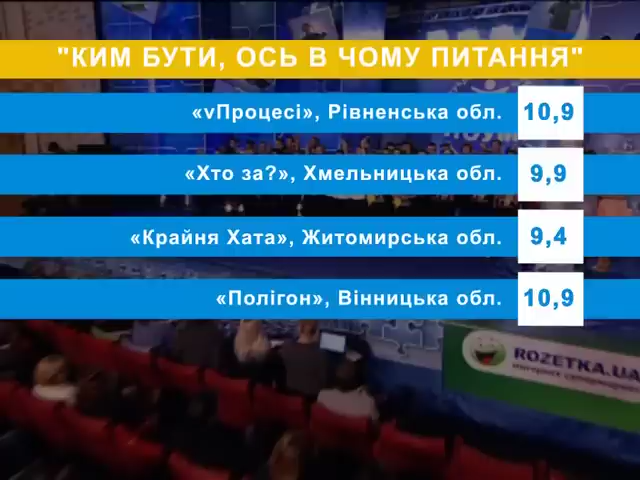 "КИМ БУТИ, ОСЬ В ЧОМУ ПИТАННЯ"
«vПроцесі», Рівненська обл. 10,9
«Хто за?», Хмельницька обл. 9,9
«Крайня Хата», Житомирська обл. 9,4
«Полігон», Вінницька обл. 10,9
ROZETKA.UA